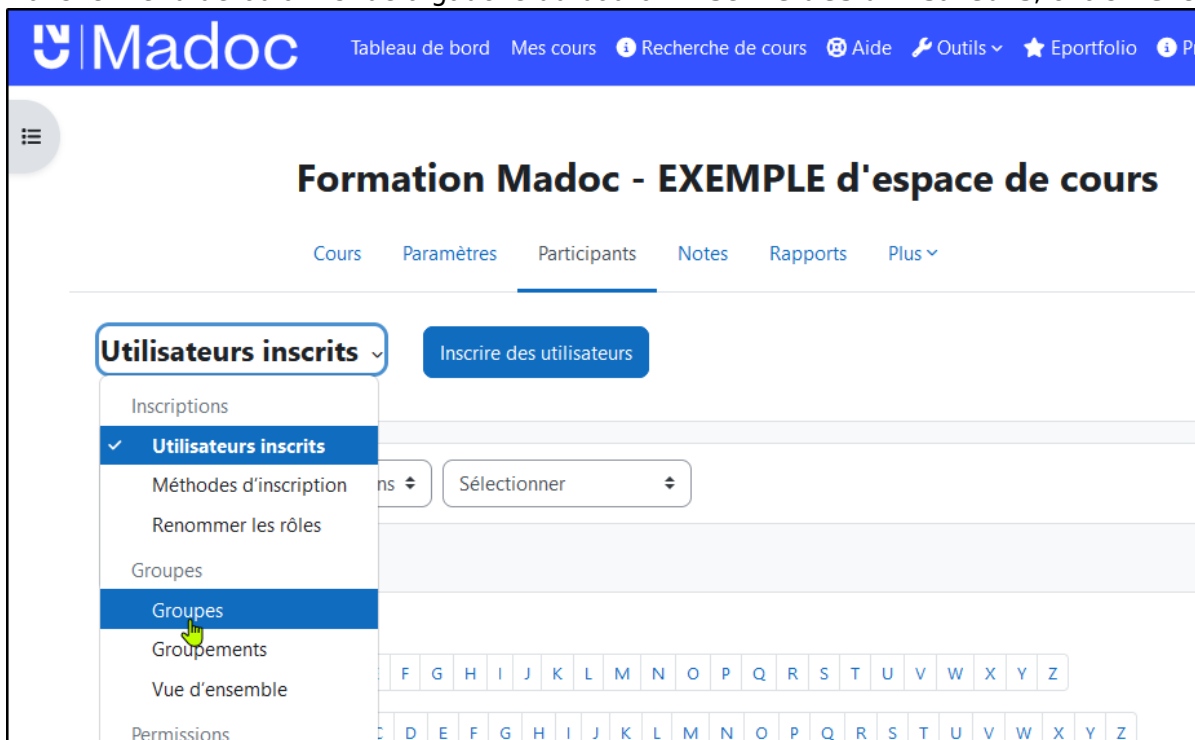 Madoc Tableau de bord Mes cours Recherche de cours Aide Outils Eportfolio
Formation Madoc - EXEMPLE d'espace de cours
Cours Paramètres Participants Notes Rapports Plus
Utilisateurs inscrits Inscrire des utilisateurs
Inscriptions
Utilisateurs inscrits
Méthodes d'inscription ns Sélectionner
Renommer les rôles
Groupes
Groupes
Groupements
F G H I J K L M N O P Q R S T U V W X Y Z
Vue d'ensemble
Permissions D E F G H I J K L M N O P Q R S T U V W X Y Z